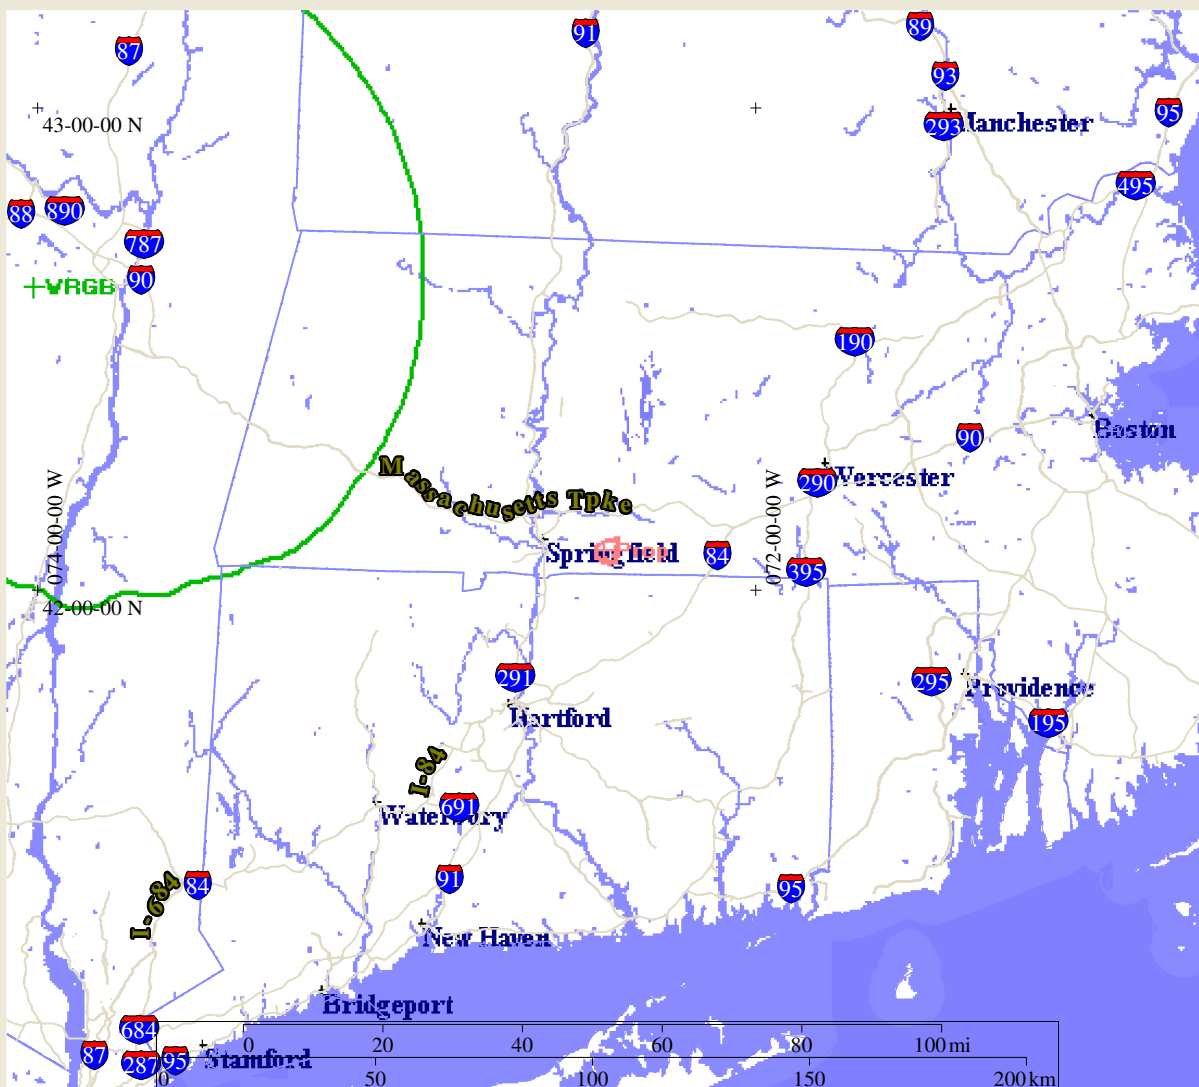 87
91
89
93
95
43-00-00 N
293
Manchester
495
88
890
787
90
VRGB
190
Boston
90
Massachusetts Tpke
Worcester
290
074-00-00 W
072-00-00 W
Springfield
Prop
84
395
42-00-00 N
291
295
Providence
195
Hartford
I-84
691
Waterbury
91
95
84
I-684
New Haven
Bridgeport
684
87
287
95
Stamford
0 20 40 60 80 100 mi
0 50 100 150 200 km